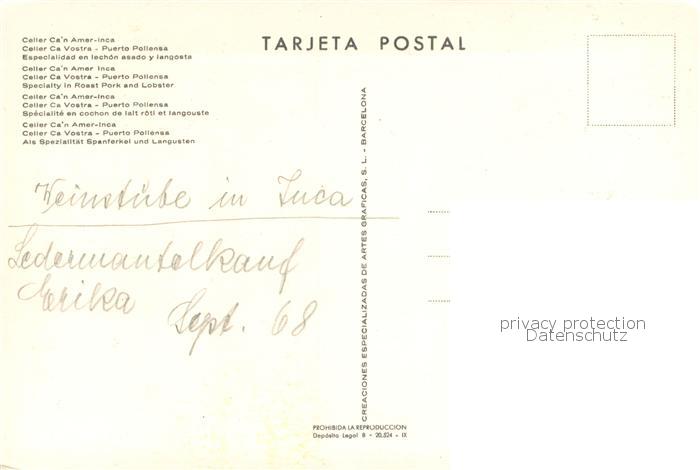 Celler Ca'n Amer-Inca
Celler Ca Vostra - Puerto Pollensa
Especialidad en lechón asado y langosta
Celler Ca'n Amer Inca
Celler Ca Vostra - Puerto Pollensa
Specialty in Roast Pork and Lobster
Celler Ca'n Amer-Inca
Celler Ca Vostra - Puerto Pollensa
Spécialité en cochon de lait rôti et langouste
Celler Ca'n Amer-Inca
Celler Ca Vostra - Puerto Pollensa
Als Spezialität Spanferkel und Langusten
TARJETA POSTAL
Weinstube in Inca
Ledermantelkauf
Erika
Sept. 68
CREACIONES ESPECIALIZADAS DE ARTES GRAFICAS, S. L. - BARCELONA
PROHIBIDA LA REPRODUCCION
Depósito Legal B - 20.524 - IX
privacy protection
Datenschutz